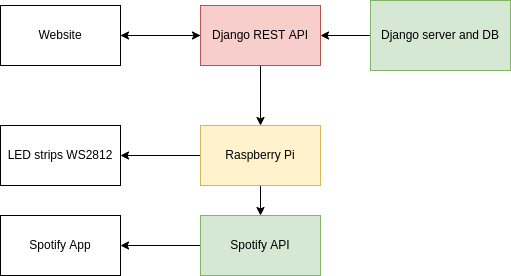 Website
Django REST API
Django server and DB
LED strips WS2812
Raspberry Pi
Spotify App
Spotify API